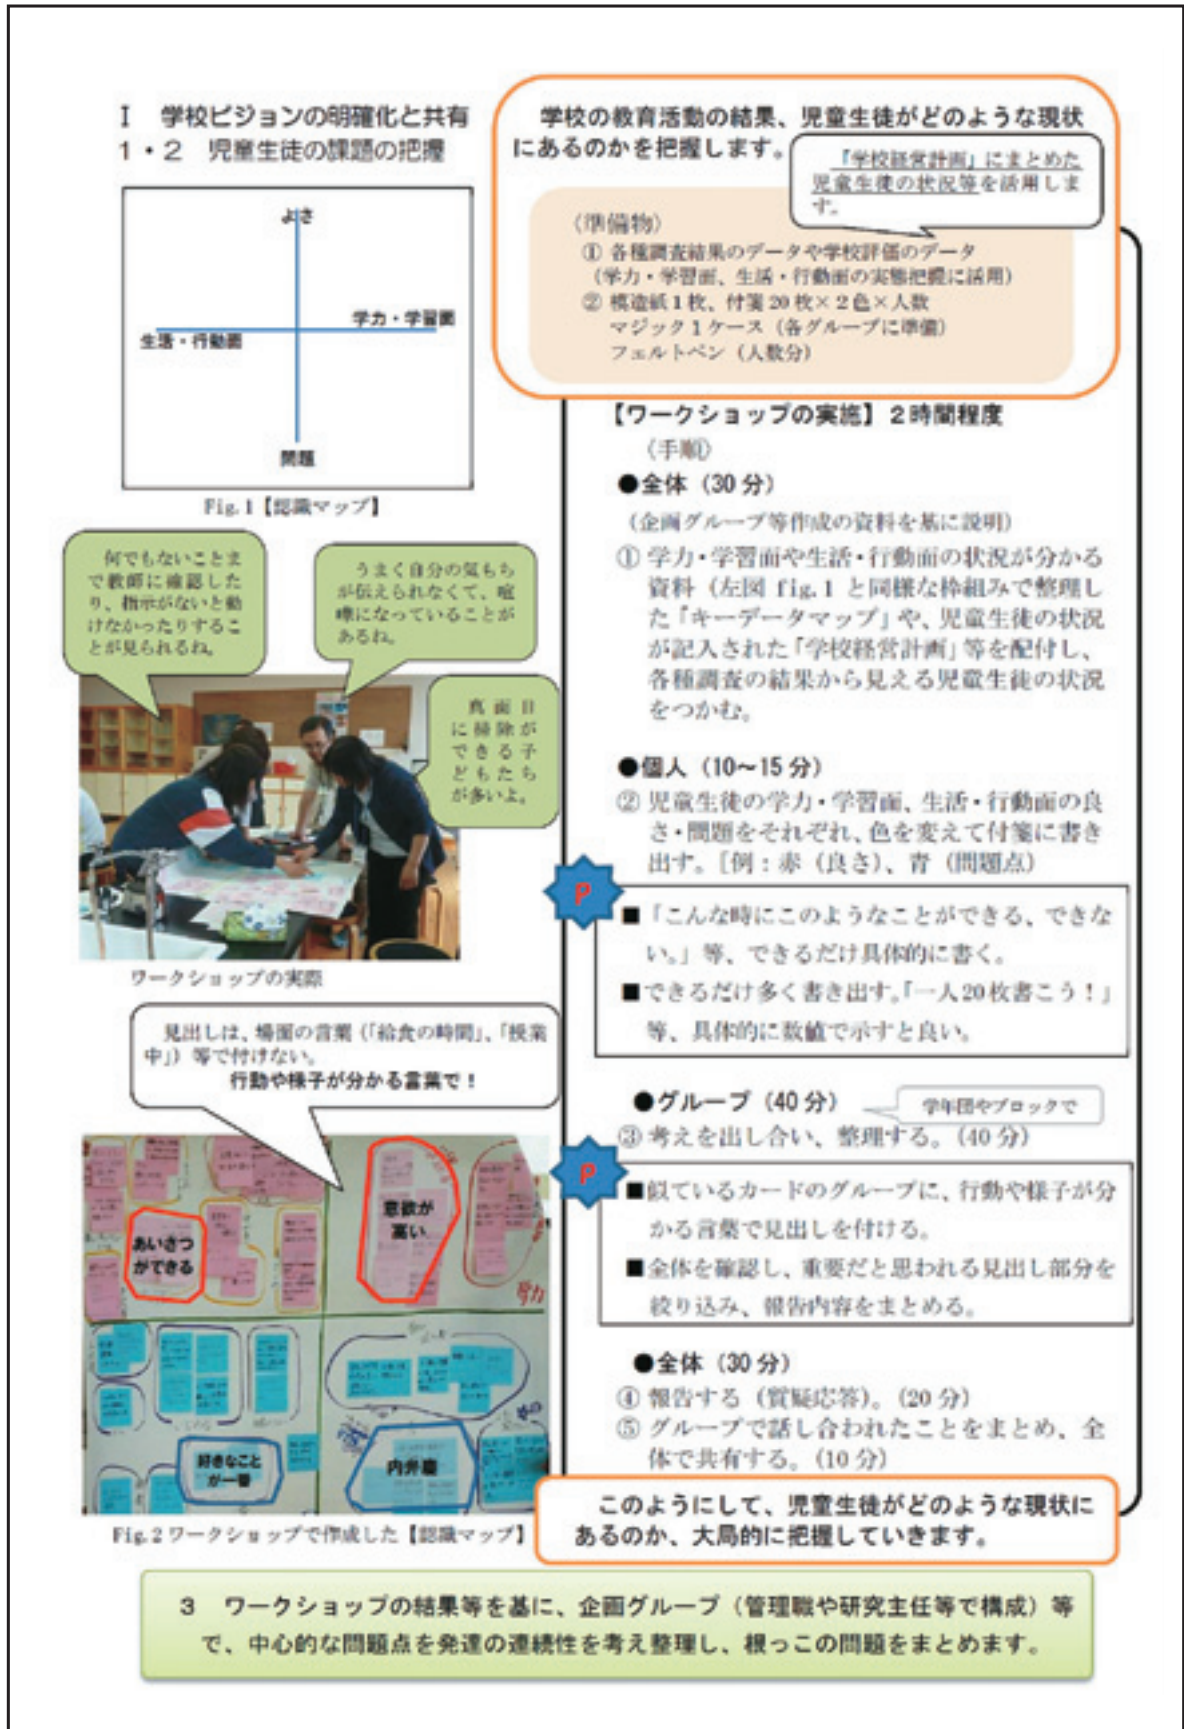 Ⅰ 学校ビジョンの明確化と共有
1・2 児童生徒の課題の把握
よさ
学力・学習面
生活・行動面
問題
Fig.1【認識マップ】
学校の教育活動の結果、児童生徒がどのような現状
にあるのかを把握します。
「学校経営計画」にまとめた
児童生徒の状況等を活用しま
す。
（準備物）
① 各種調査結果のデータや学校評価のデータ
（学力・学習面、生活・行動面の実態把握に活用）
② 模造紙1枚、付箋20枚×2色×人数
マジック1ケース（各グループに準備）
フェルトペン（人数分）
【ワークショップの実施】2時間程度
〈手順〉
●全体（30分）
（企画グループ等作成の資料を基に説明）
① 学力・学習面や生活・行動面の状況が分かる
資料（左図 fig.1 と同様な枠組みで整理し
た「キーデータマップ」や、児童生徒の状況
が記入された「学校経営計画」等を配付し、
各種調査の結果から見える児童生徒の状況
をつかむ。
何でもないことま
で教師に確認した
り、指示がないと動
けなかったりするこ
とが見られるね。
うまく自分の気もち
が伝えられなくて、喧
嘩になっていることが
あるね。
真面目
に掃除が
できる子
どもたち
が多いよ。
ワークショップの実際
●個人（10～15分）
② 児童生徒の学力・学習面、生活・行動面の良
さ・問題をそれぞれ、色を変えて付箋に書き
出す。［例：赤（良さ）、青（問題点）
P
■「こんな時にこのようなことができる、できな
い。」等、できるだけ具体的に書く。
■できるだけ多く書き出す。「一人20枚書こう！」
等、具体的に数値で示すと良い。
見出しは、場面の言葉（「給食の時間」、「授業
中」）等で付けない。
行動や様子が分かる言葉で！
●グループ（40分）
学年団やブロックで
③ 考えを出し合い、整理する。（40分）
P
■似ているカードのグループに、行動や様子が分
かる言葉で見出しを付ける。
■全体を確認し、重要だと思われる見出し部分を
絞り込み、報告内容をまとめる。
あいさつ
ができる
意欲が
高い
好きなこと
が一番
内弁慶
Fig.2ワークショップで作成した【認識マップ】
●全体（30分）
④ 報告する（質疑応答）。（20分）
⑤ グループで話し合われたことをまとめ、全
体で共有する。（10分）
このようにして、児童生徒がどのような現状に
あるのか、大局的に把握していきます。
3 ワークショップの結果等を基に、企画グループ（管理職や研究主任等で構成）等
で、中心的な問題点を発達の連続性を考え整理し、根っこの問題をまとめます。